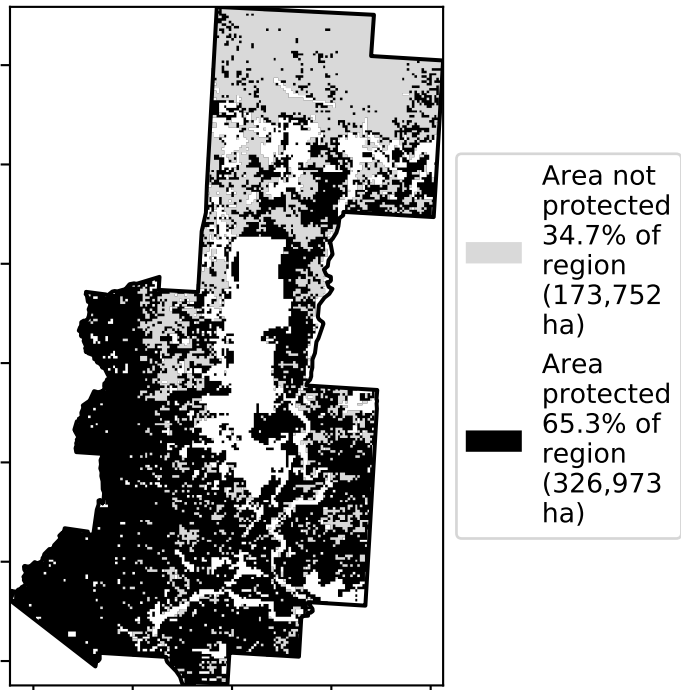 Area not
protected
34.7% of
region
(173,752
ha)
Area
protected
65.3% of
region
(326,973
ha)